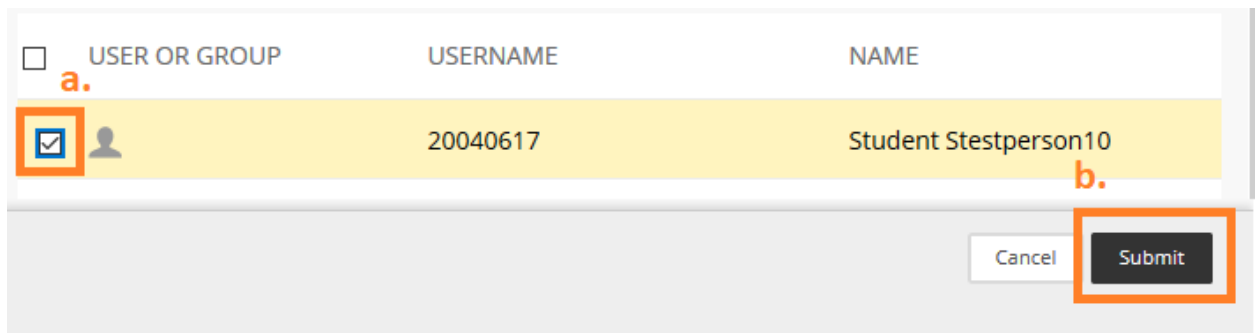 USER OR GROUP USERNAME NAME
a.
20040617 Student Stestperson10
b.
Cancel Submit